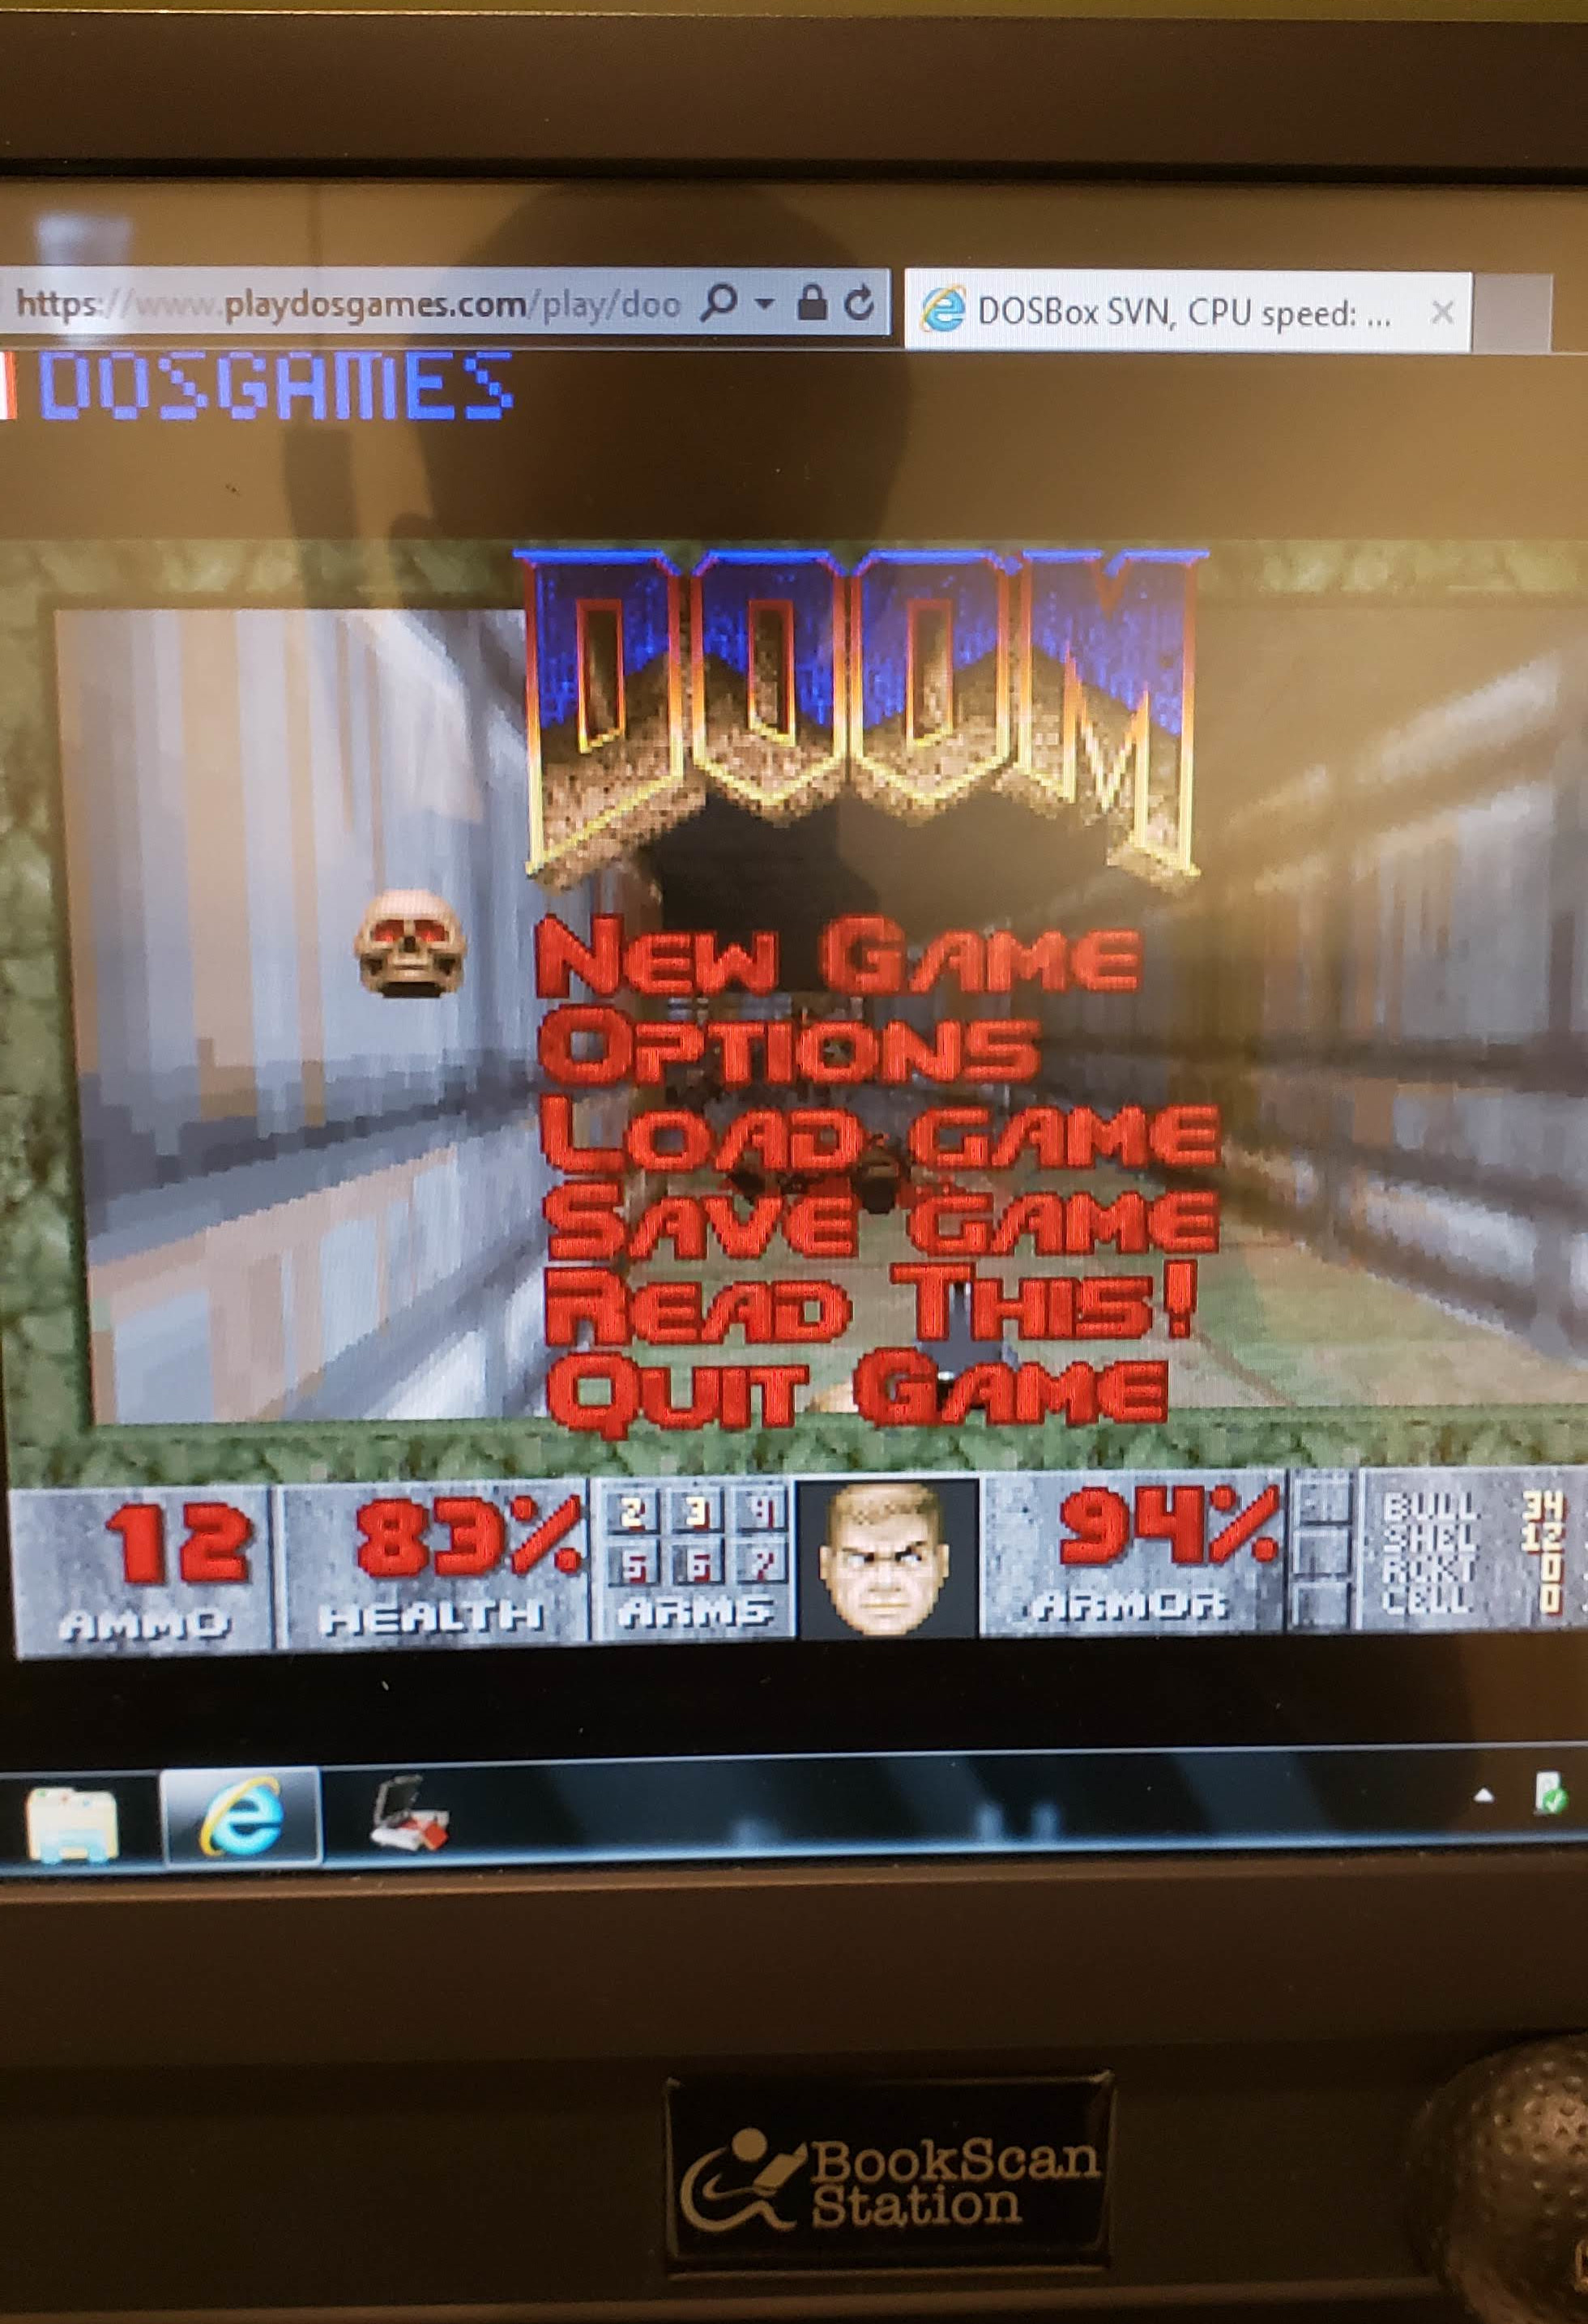 https://www.playdosgames.com/play/doo
DOSBox SVN, CPU speed: ...
DOSGAMES
DOOM
NEW GAME
OPTIONS
LOAD GAME
SAVE GAME
READ THIS!
QUIT GAME
12
AMMO
83%
HEALTH
2 3 4
5 6 7
ARMS
94%
ARMOR
BULL 34
SHEL 12
RCKT 0
CELL 0
BookScan
Station